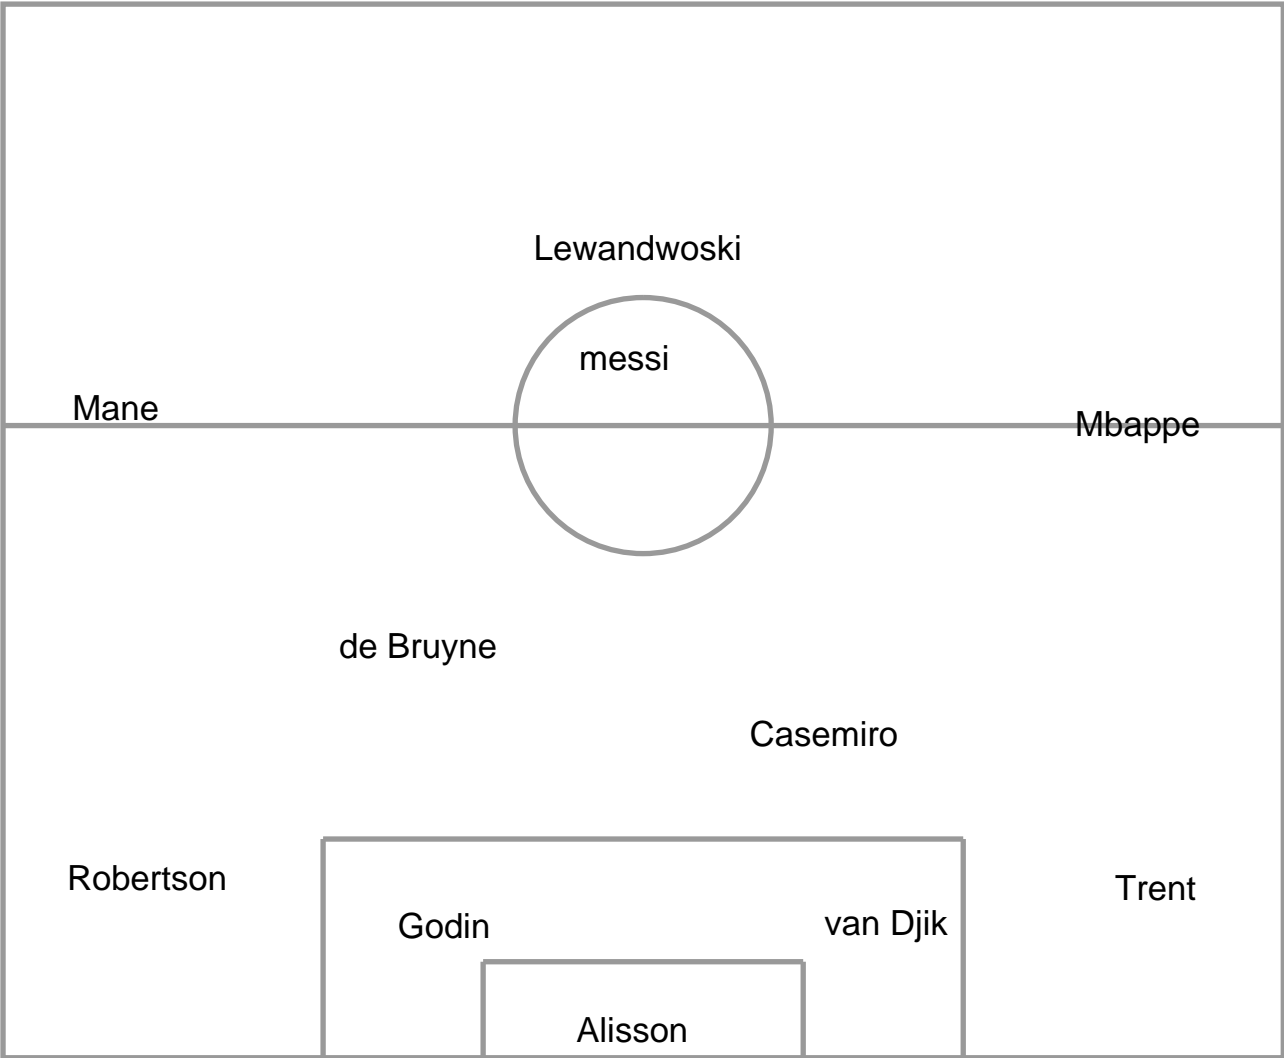 Lewandwoski
messi
Mane
Mbappe
de Bruyne
Casemiro
Robertson
Trent
Godin
van Djik
Alisson